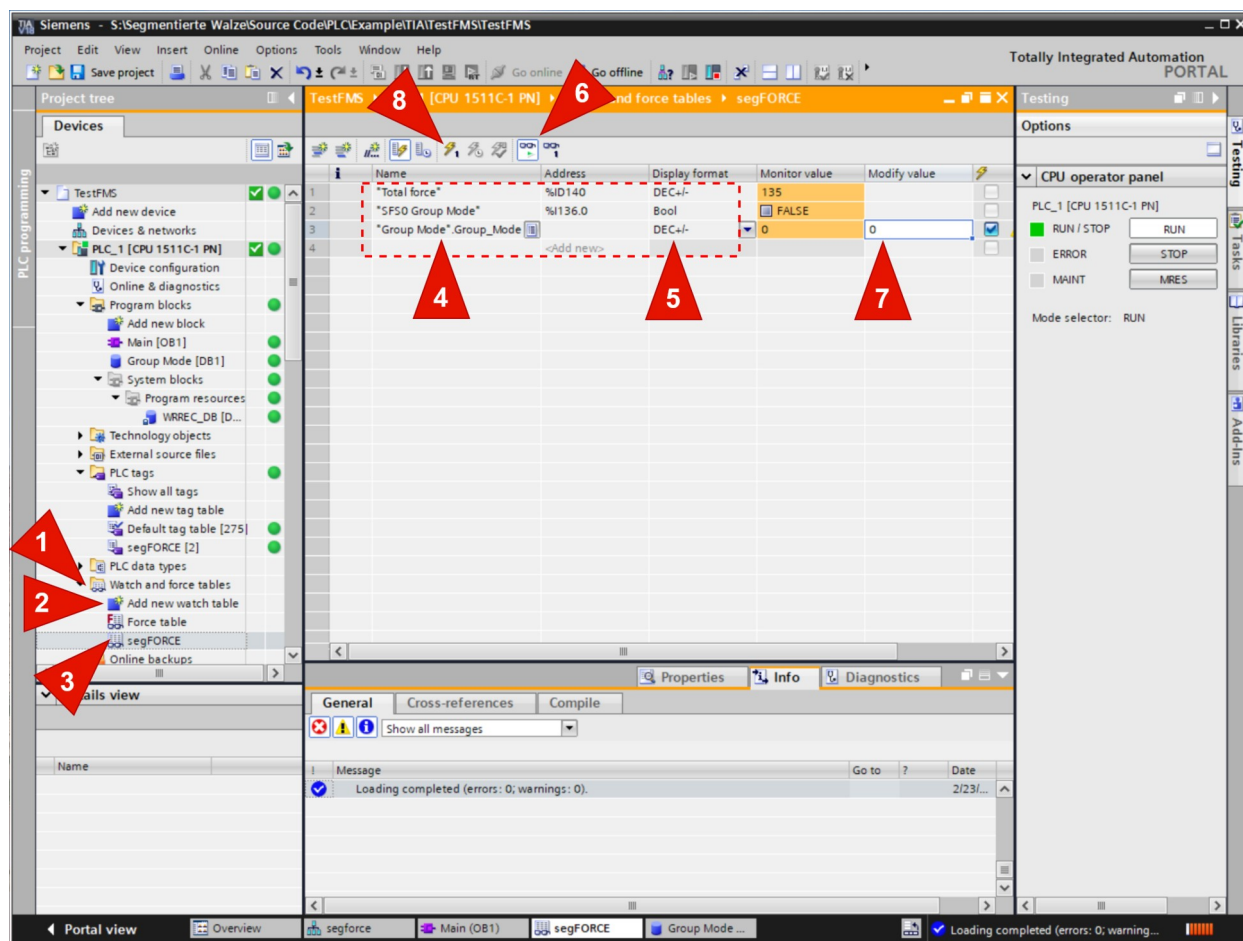 Siemens - S:\Segmentierte Walze\Source Code\PLC\Example\TIA\TestFMS\TestFMS
Project Edit View Insert Online Options Tools Window Help
Totally Integrated Automation
PORTAL
Save project
Go online
Go offline
Project tree
Devices
PLC programming
TestFMS
Add new device
Devices & networks
PLC_1 [CPU 1511C-1 PN]
Device configuration
Online & diagnostics
Program blocks
Add new block
Main [OB1]
Group Mode [DB1]
System blocks
Program resources
WRREC_DB [D...
Technology objects
External source files
PLC tags
Show all tags
Add new tag table
Default tag table [275]
segFORCE [2]
PLC data types
Watch and force tables
Add new watch table
Force table
segFORCE
Online backups
1
2
3
ails view
Name
TestFMS [CPU 1511C-1 PN] nd force tables segFORCE
8
6
i Name Address Display format Monitor value Modify value
1 "Total force" %ID140 DEC+/- 135
2 "SFS0 Group Mode" %I136.0 Bool FALSE
3 "Group Mode".Group_Mode DEC+/- 0 0
4 <Add new>
4
5
7
Properties Info Diagnostics
General Cross-references Compile
Show all messages
! Message Go to ? Date
Loading completed (errors: 0; warnings: 0). 2/23/...
Testing
Options
CPU operator panel
PLC_1 [CPU 1511C-1 PN]
RUN / STOP RUN
ERROR STOP
MAINT MRES
Mode selector: RUN
Testing
Tasks
Libraries
Add-Ins
Portal view Overview segforce Main (OB1) segFORCE Group Mode ... Loading completed (errors: 0; warning...